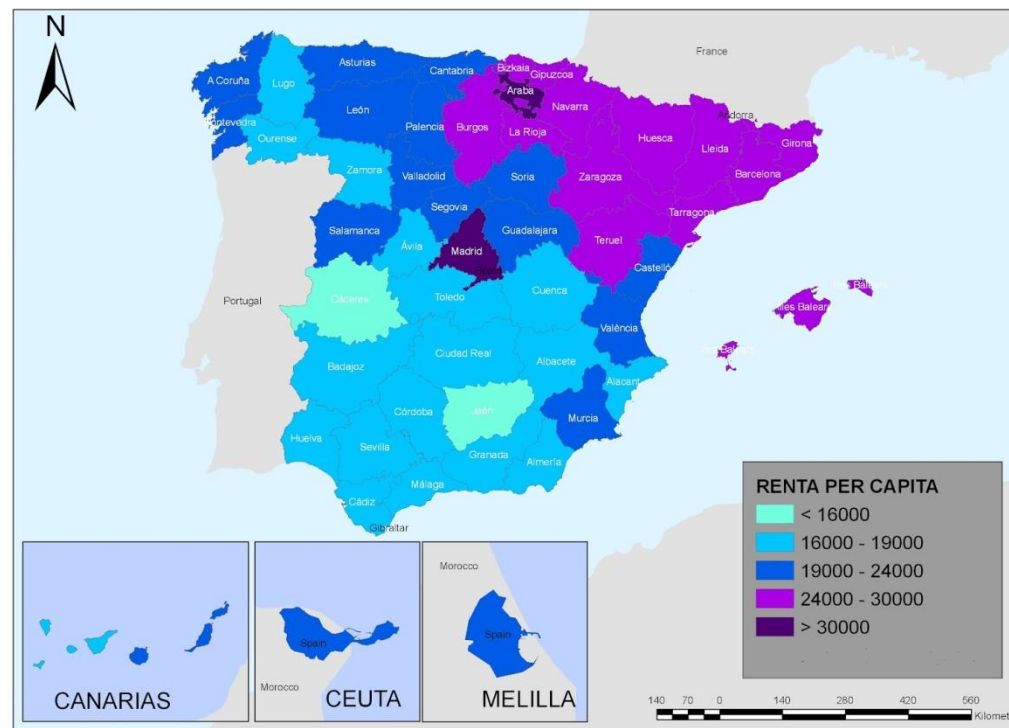 N
France
Asturias
Cantabria
Bizkaia
Gipuzcoa
A Coruña
Lugo
Araba
Navarra
León
Palencia
Burgos
La Rioja
Huesca
Andorra
Girona
Lleida
Pontevedra
Ourense
Zamora
Valladolid
Soria
Zaragoza
Barcelona
Segovia
Tarragona
Salamanca
Guadalajara
Ávila
Madrid
Teruel
Castelló
Portugal
Cáceres
Toledo
Cuenca
Illes Balears
València
Ciudad Real
Badajoz
Albacete
Alacant
Córdoba
Jaén
Murcia
Huelva
Sevilla
Granada
Almería
Málaga
Cádiz
Gibraltar
RENTA PER CAPITA
< 16000
16000 - 19000
19000 - 24000
24000 - 30000
> 30000
CANARIAS
Spain
Morocco
CEUTA
Morocco
Spain
MELILLA
140 70 0 140 280 420 560
Kilomet